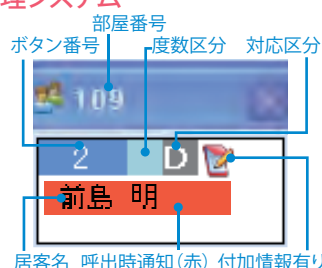 理システム
部屋番号
ボタン番号 度数区分 対応区分
109
2 D
前島 明
居客名 呼出時通知(赤) 付加情報有り